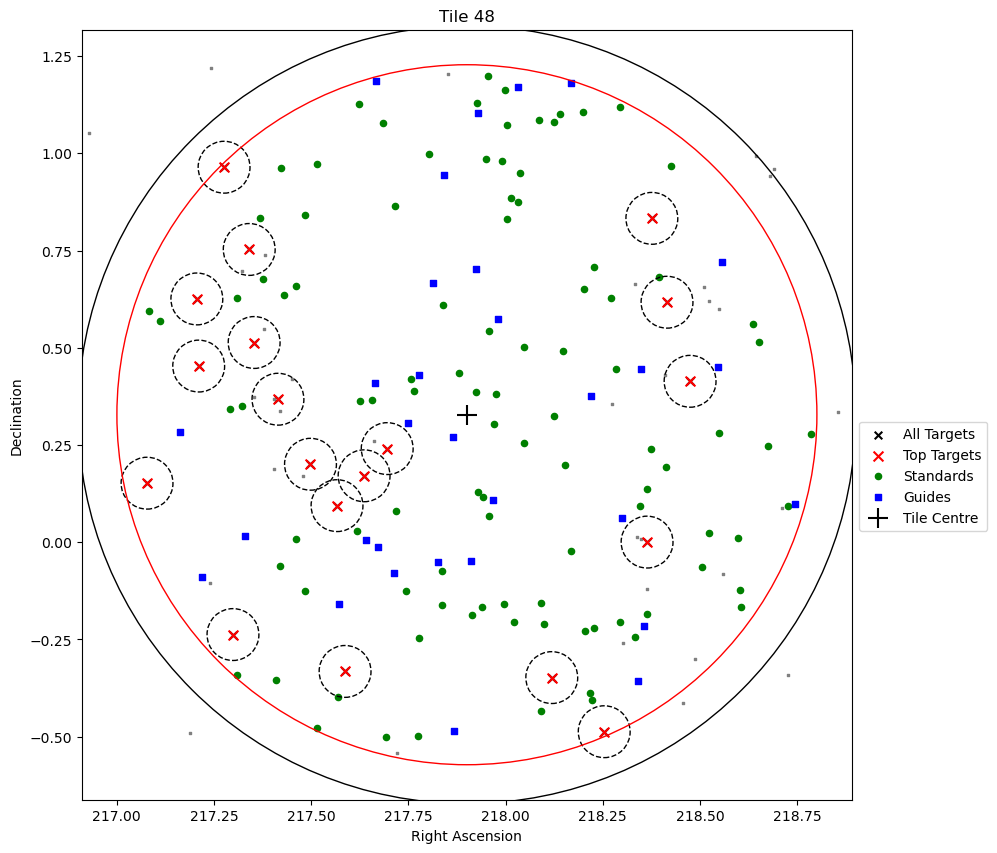 Tile 48
1.25
1.00
0.75
0.50
0.25
0.00
−0.25
−0.50
Declination
217.00
217.25
217.50
217.75
218.00
218.25
218.50
218.75
Right Ascension
All Targets
Top Targets
Standards
Guides
Tile Centre